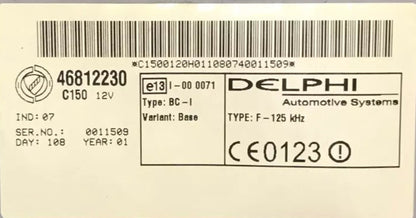 *C1500120H011080740011509*
46812230
C150 12V
IND: 07
SER.NO.: 0011509
DAY: 108 YEAR: 01
e13 I-00 0071
Type: BC-I
Variant: Base
DELPHI
Automotive Systems
TYPE: F-125 kHz
CE0123!